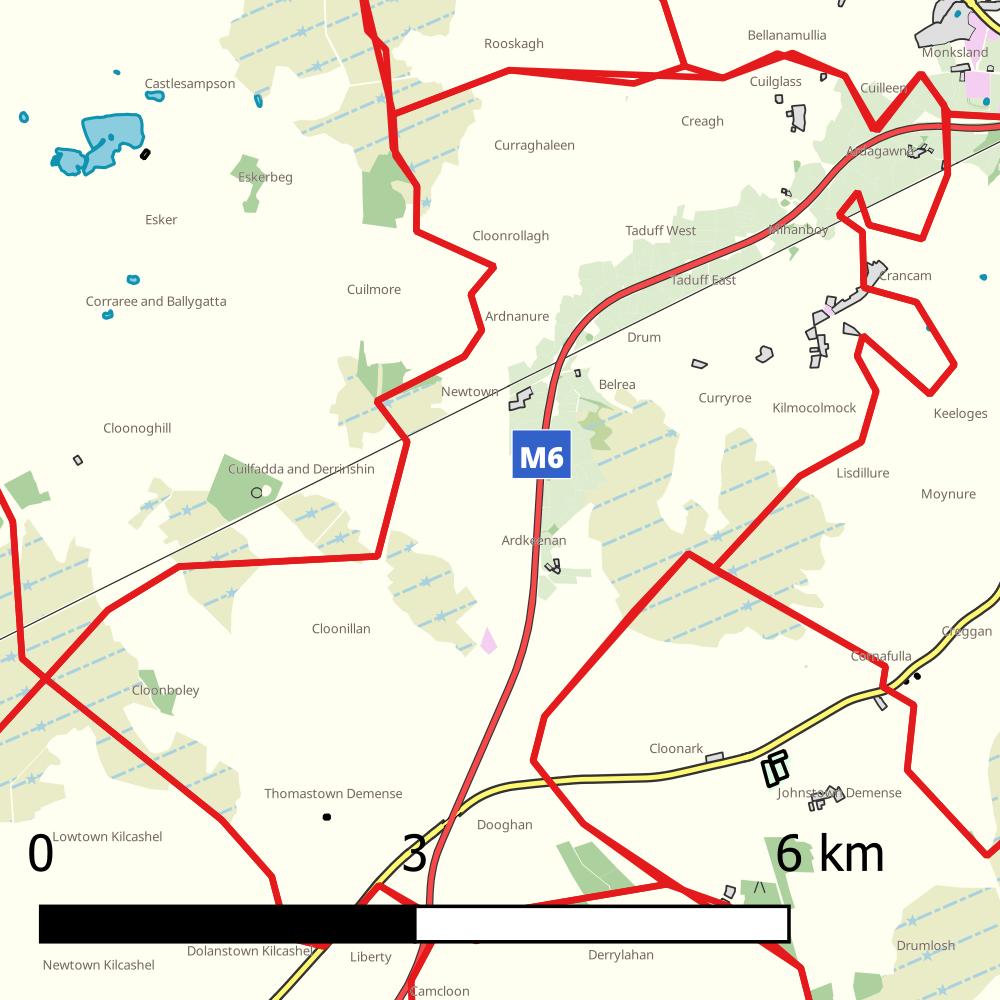 Rooskagh
Bellanamullia
Monksland
Castlesampson
Cuilglass
Cuilleen
Creagh
Curraghaleen
Ardagawna
Eskerbeg
Esker
Cloonrollagh
Taduff West
Mihanboy
Crancam
Taduff East
Cuilmore
Corraree and Ballygatta
Ardnanure
Drum
Newtown
Belrea
Curryroe
Kilmocolmock
Keeloges
Cloonoghill
M6
Cuilfadda and Derrinshin
Lisdillure
Moynure
Ardkeenan
Cloonillan
Creggan
Cornafulla
Cloonboley
Cloonark
Thomastown Demense
Johnstown Demense
Dooghan
Lowtown Kilcashel
0 3 6 km
Drumlosh
Dolanstown Kilcashel
Liberty
Derrylahan
Newtown Kilcashel
Camcloon